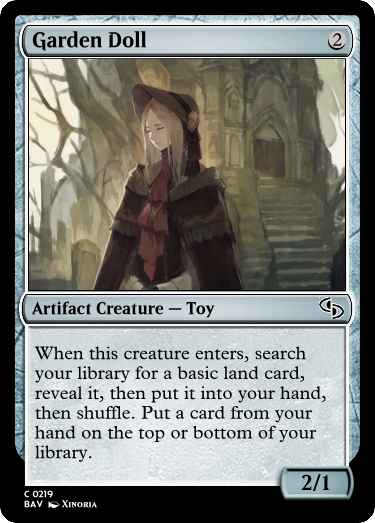 Garden Doll 2
Artifact Creature — Toy
When this creature enters, search
your library for a basic land card,
reveal it, then put it into your hand,
then shuffle. Put a card from your
hand on the top or bottom of your
library.
2/1
C 0219
BAV Xinoria